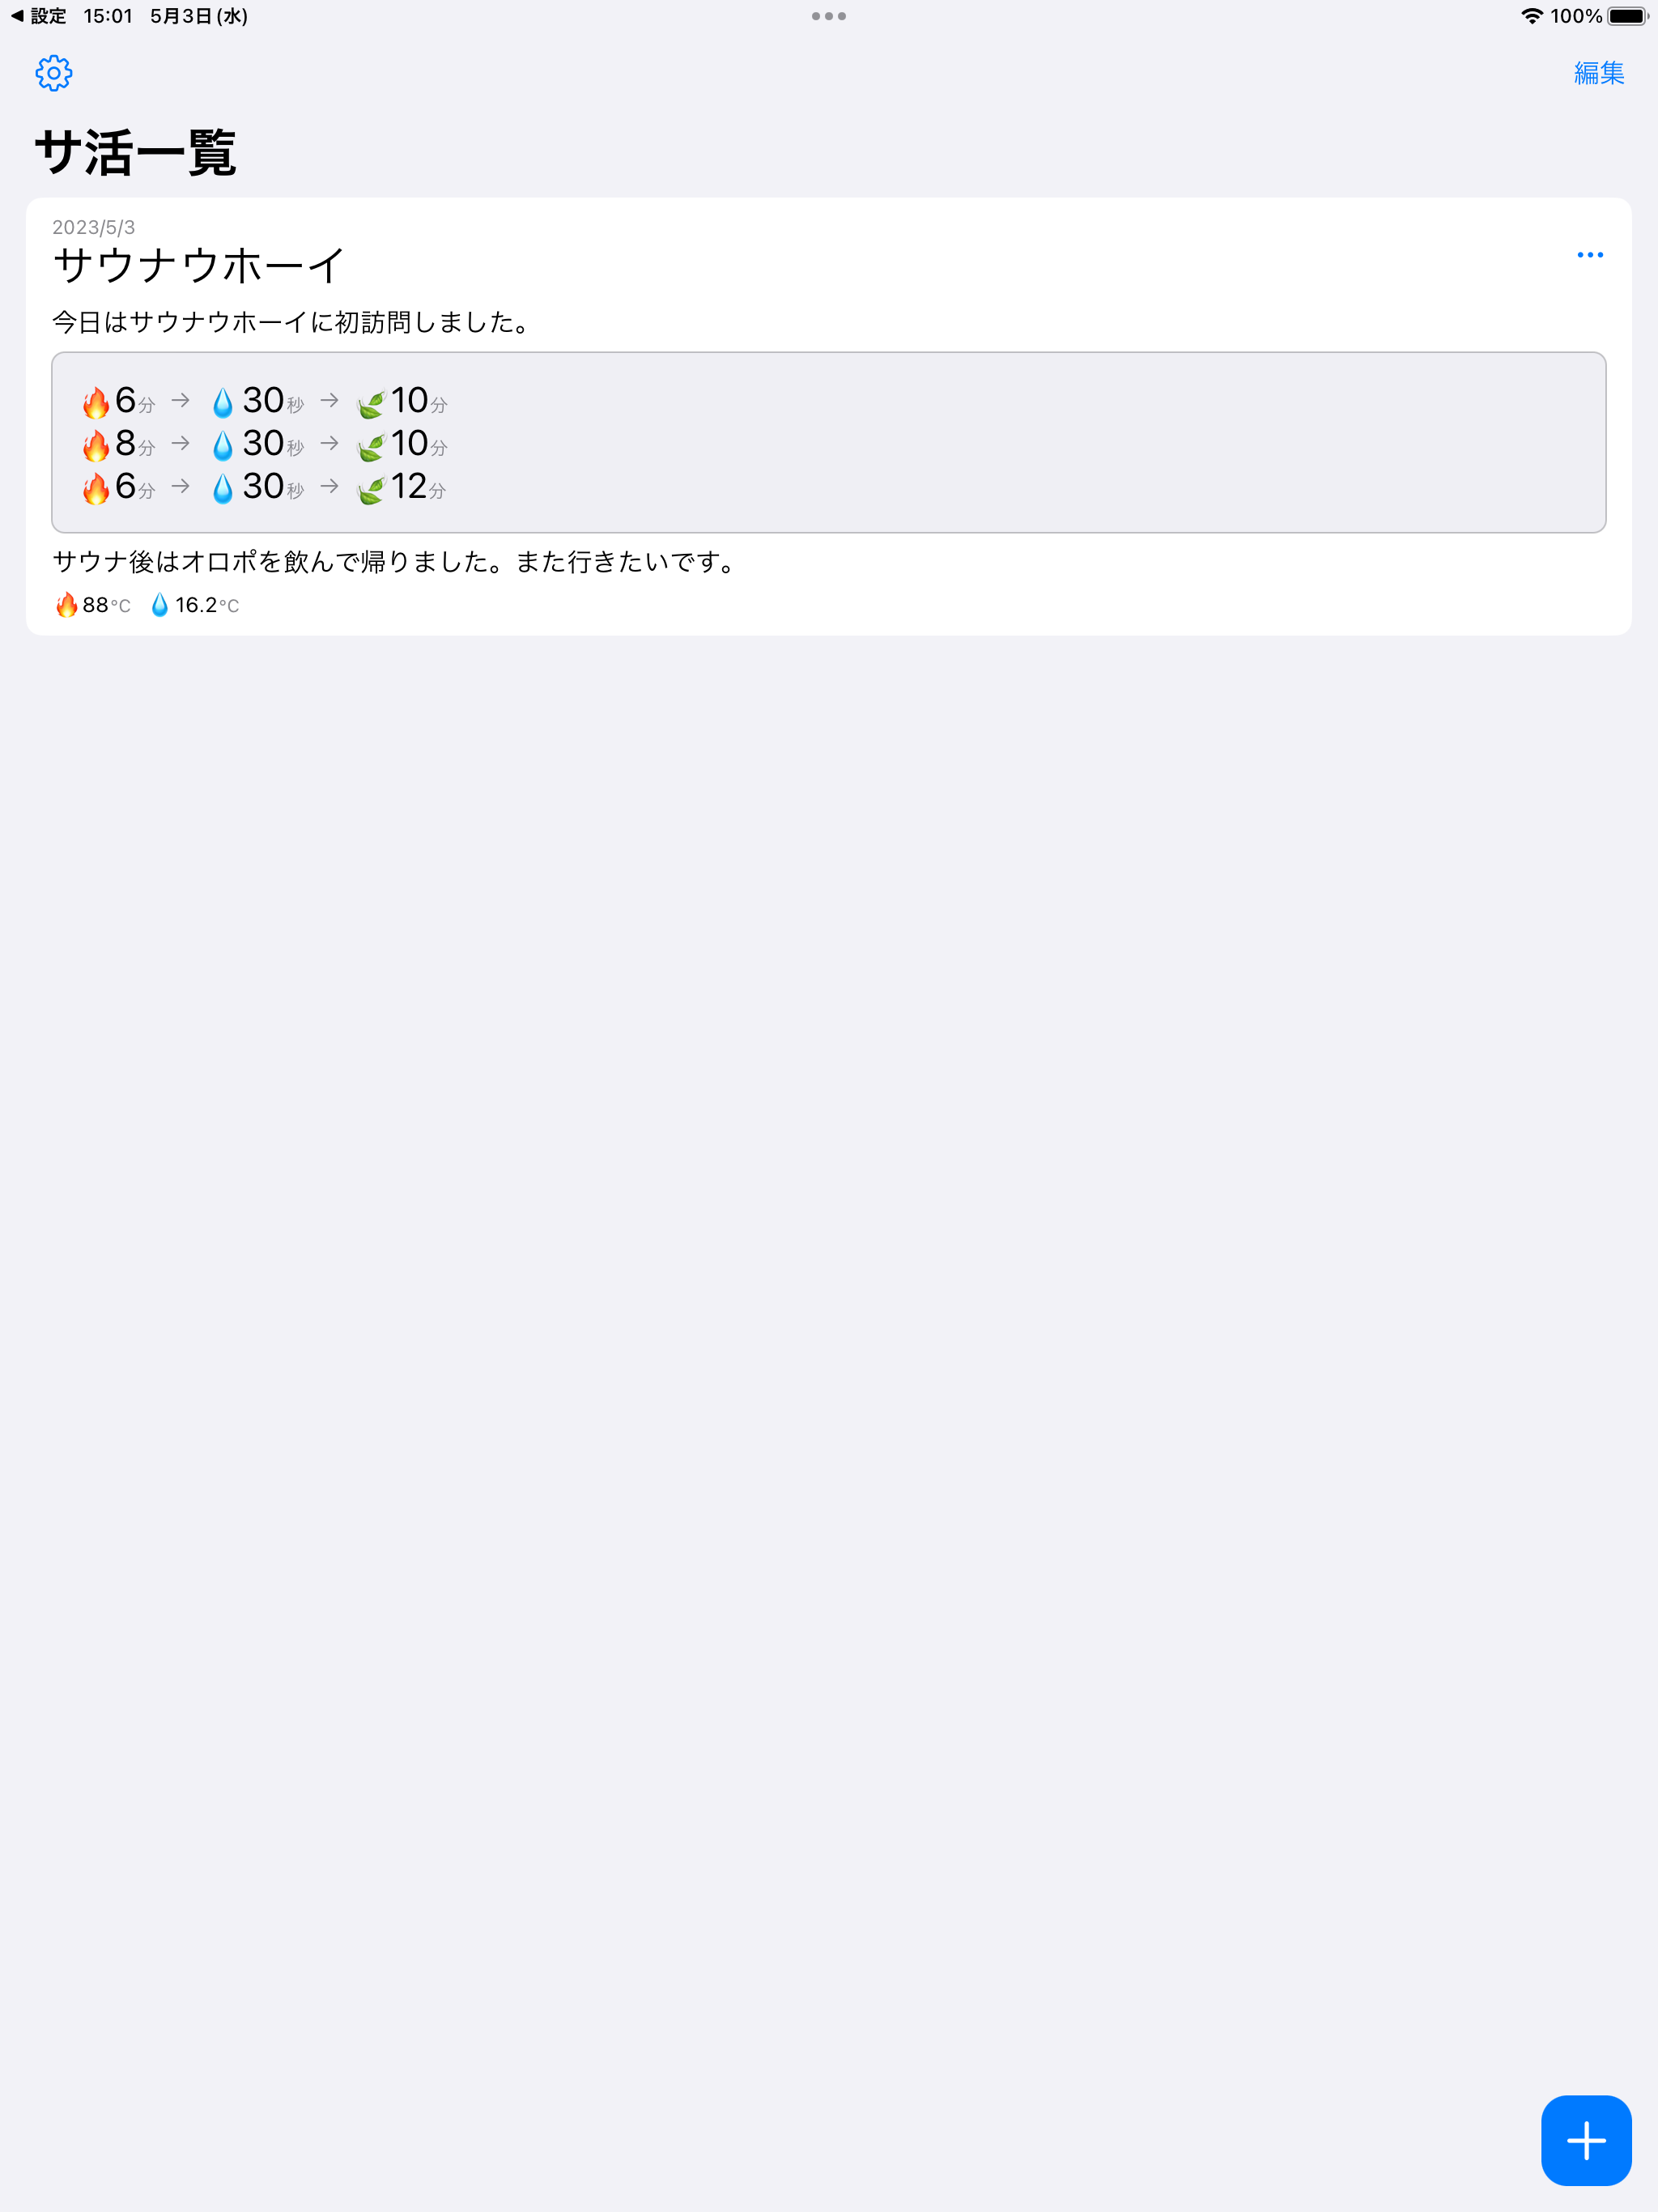 ◀ 設定 15:01 5月3日(水) 100%
編集
サ活一覧
2023/5/3
サウナウホーイ
今日はサウナウホーイに初訪問しました。
🔥6分 → 💧30秒 → 🍃10分
🔥8分 → 💧30秒 → 🍃10分
🔥6分 → 💧30秒 → 🍃12分
サウナ後はオロポを飲んで帰りました。また行きたいです。
🔥88℃ 💧16.2℃